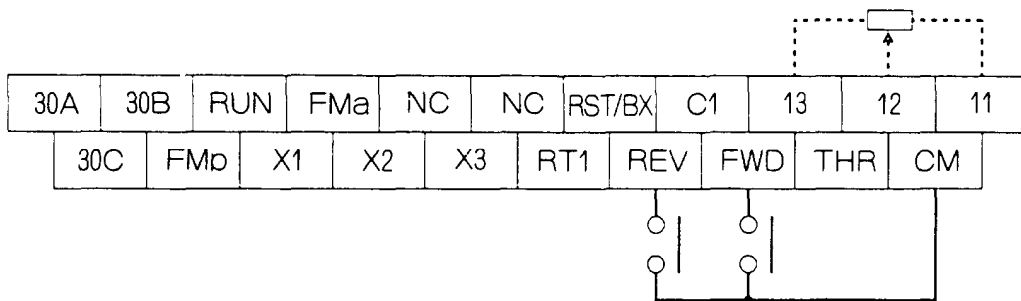 30A 30B RUN FMa NC NC RST/BX C1 13 12 11
30C FMp X1 X2 X3 RT1 REV FWD THR CM